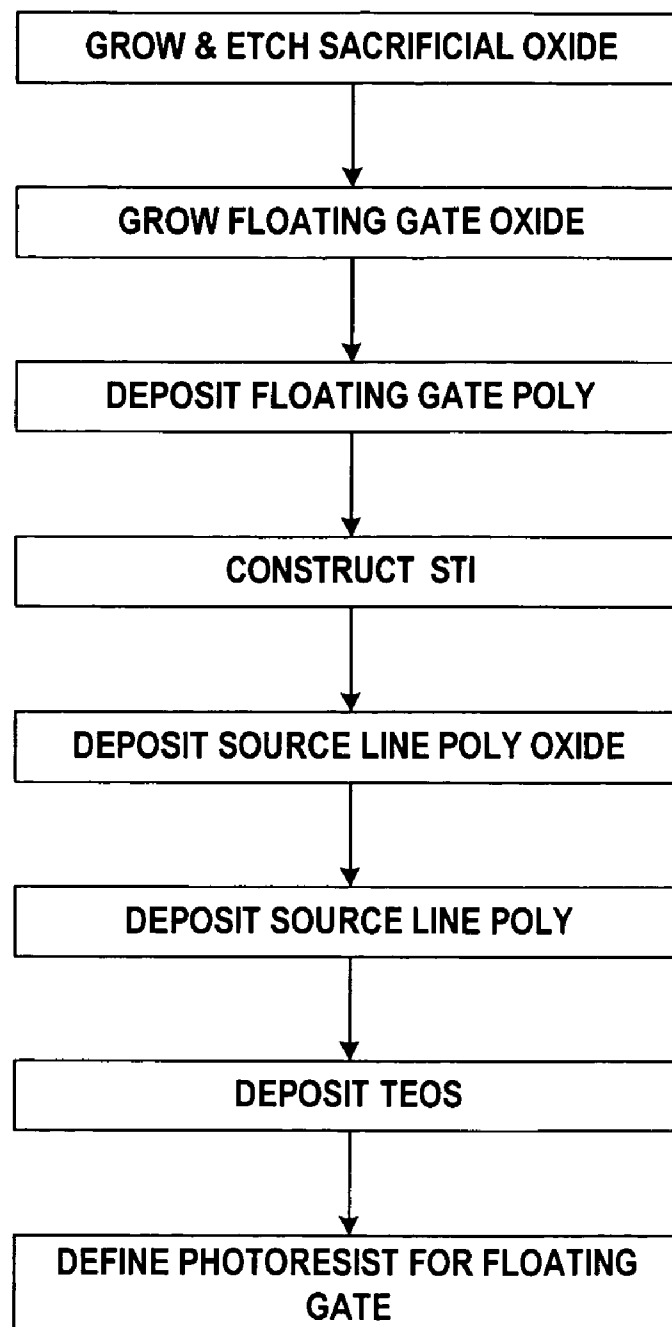 GROW & ETCH SACRIFICIAL OXIDE
GROW FLOATING GATE OXIDE
DEPOSIT FLOATING GATE POLY
CONSTRUCT STI
DEPOSIT SOURCE LINE POLY OXIDE
DEPOSIT SOURCE LINE POLY
DEPOSIT TEOS
DEFINE PHOTORESIST FOR FLOATING
GATE